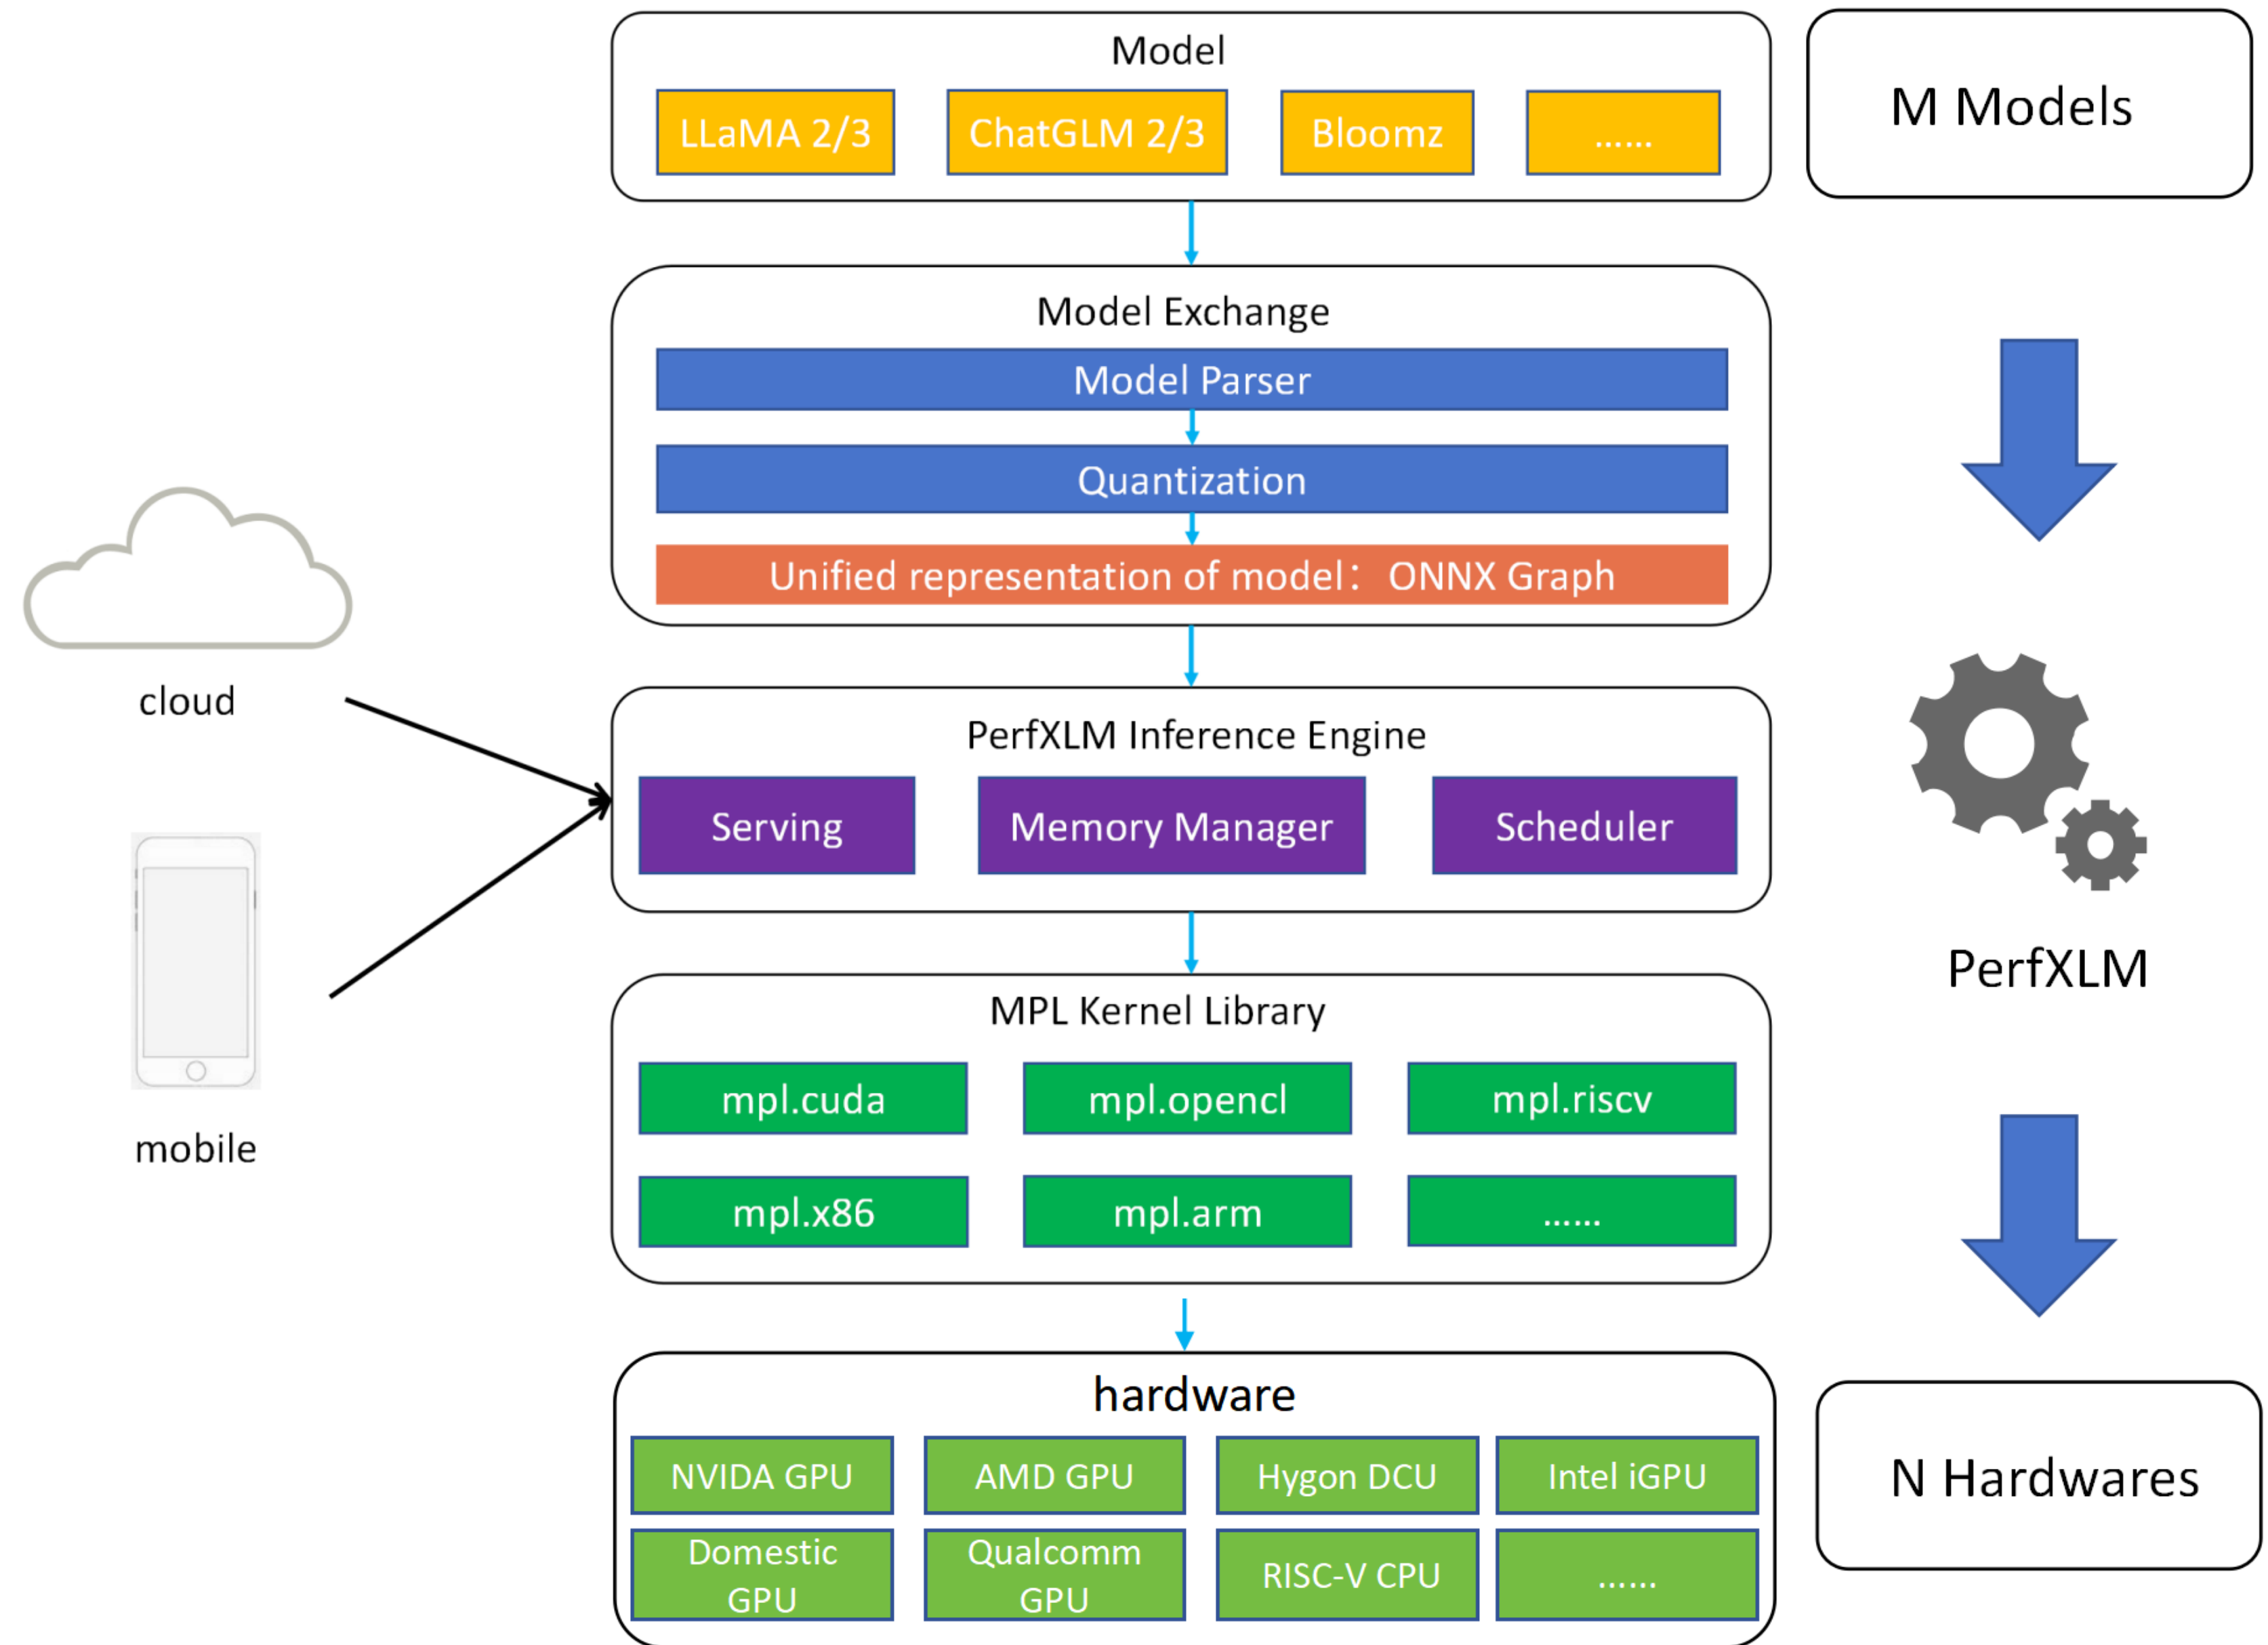 Model
LLaMA 2/3
ChatGLM 2/3
Bloomz
......
M Models
Model Exchange
Model Parser
Quantization
Unified representation of model： ONNX Graph
cloud
mobile
PerfXLM Inference Engine
Serving
Memory Manager
Scheduler
PerfXLM
MPL Kernel Library
mpl.cuda
mpl.opencl
mpl.riscv
mpl.x86
mpl.arm
......
hardware
NVIDA GPU
AMD GPU
Hygon DCU
Intel iGPU
Domestic
GPU
Qualcomm
GPU
RISC-V CPU
......
N Hardwares